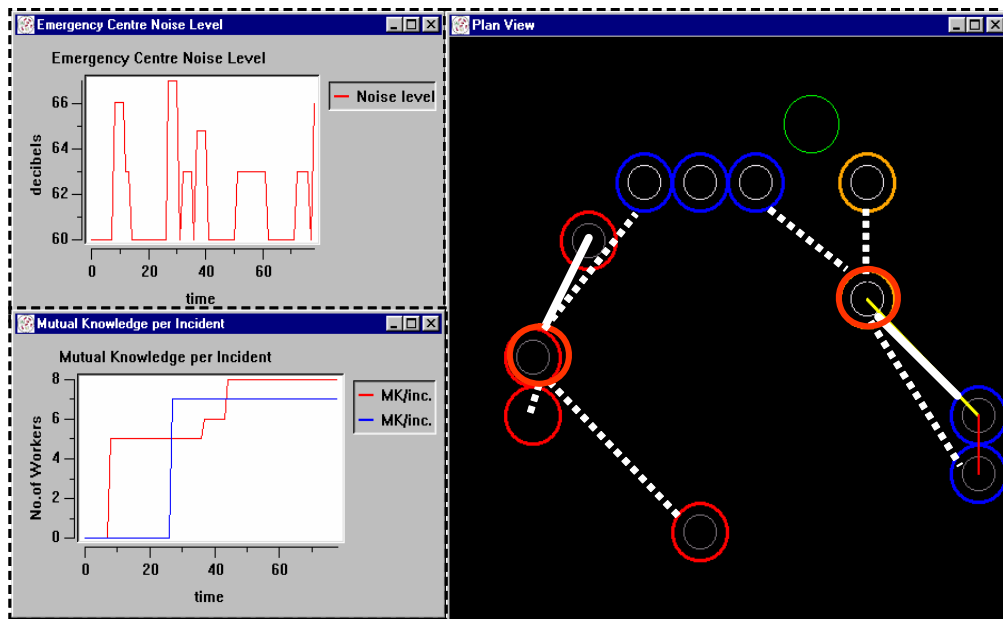 Emergency Centre Noise Level
Emergency Centre Noise Level
Noise level
66
64
62
60
decibels
0 20 40 60
time
Mutual Knowledge per Incident
Mutual Knowledge per Incident
MK/inc.
MK/inc.
8
6
4
2
0
No.of Workers
0 20 40 60
time
Plan View